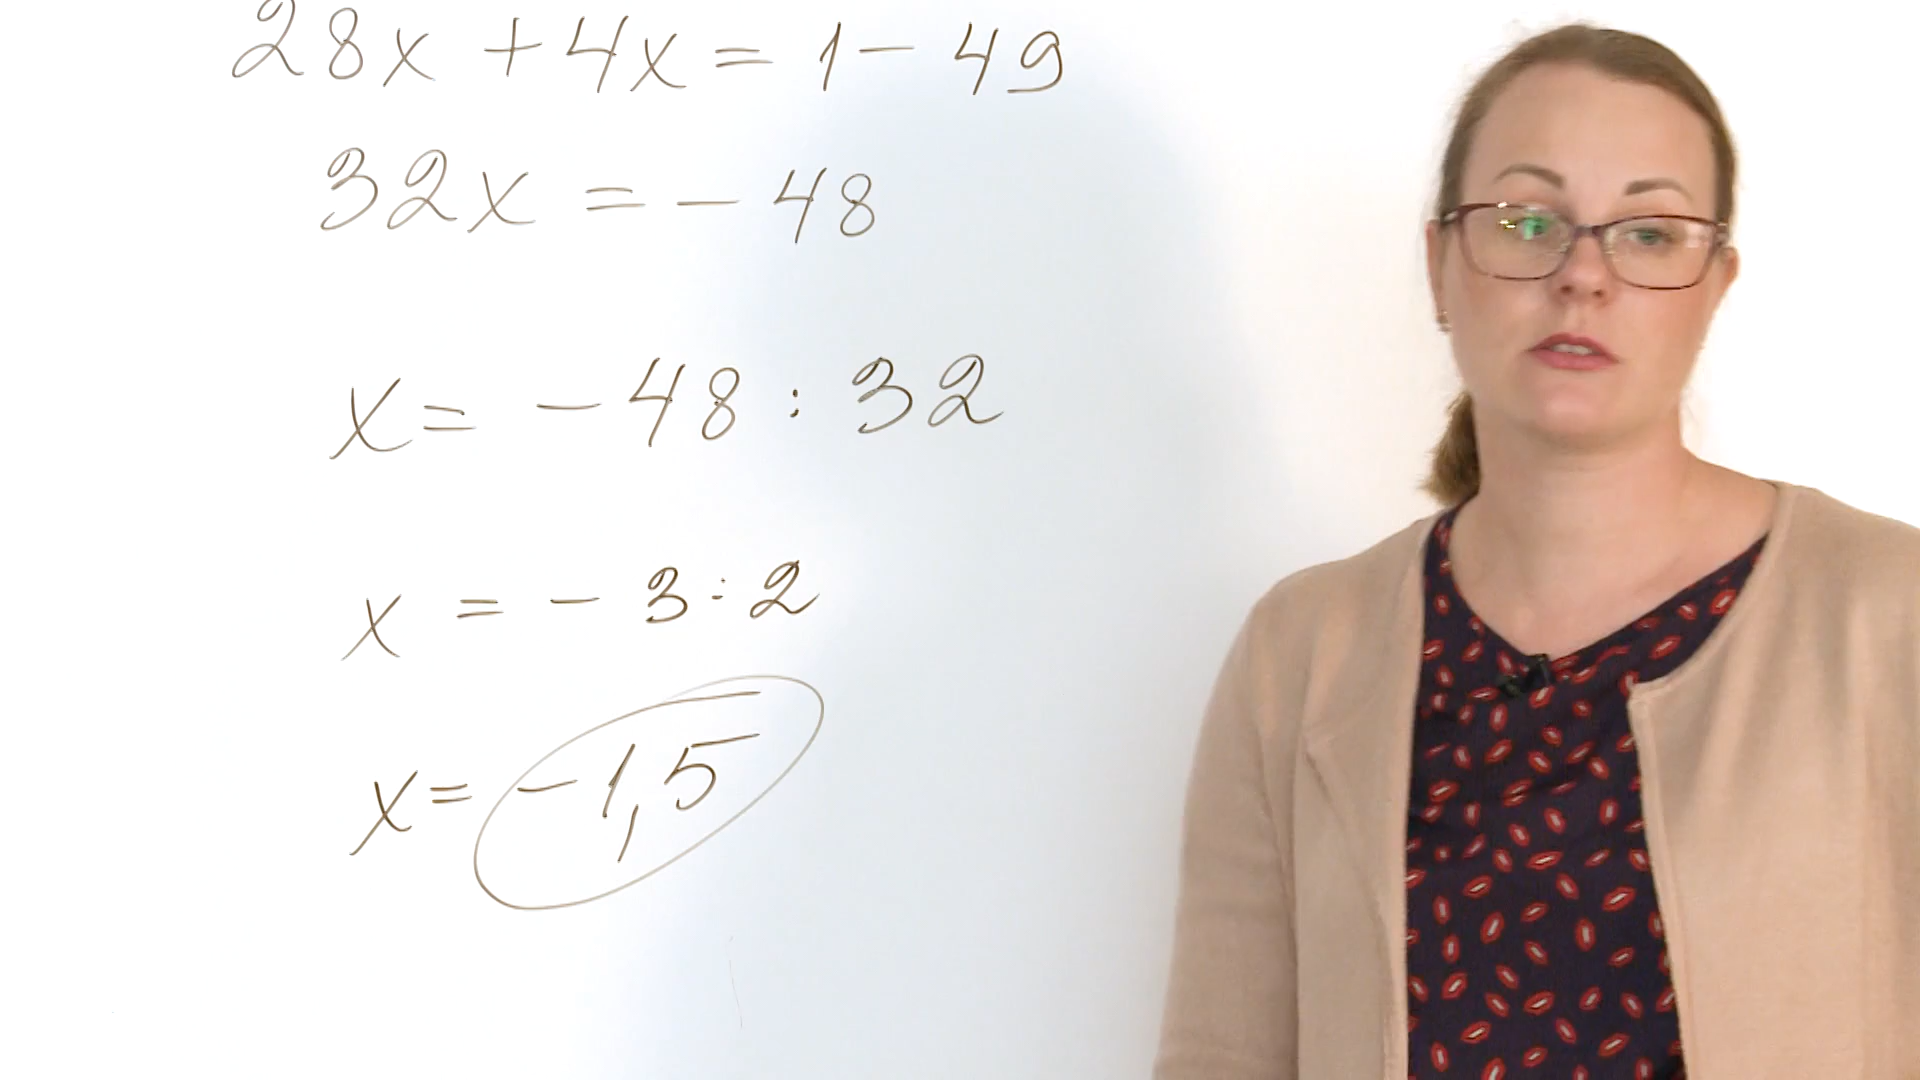 28x + 4x = 1 - 49
32x = - 48
x = - 48 : 32
x = - 3 : 2
x = -1,5